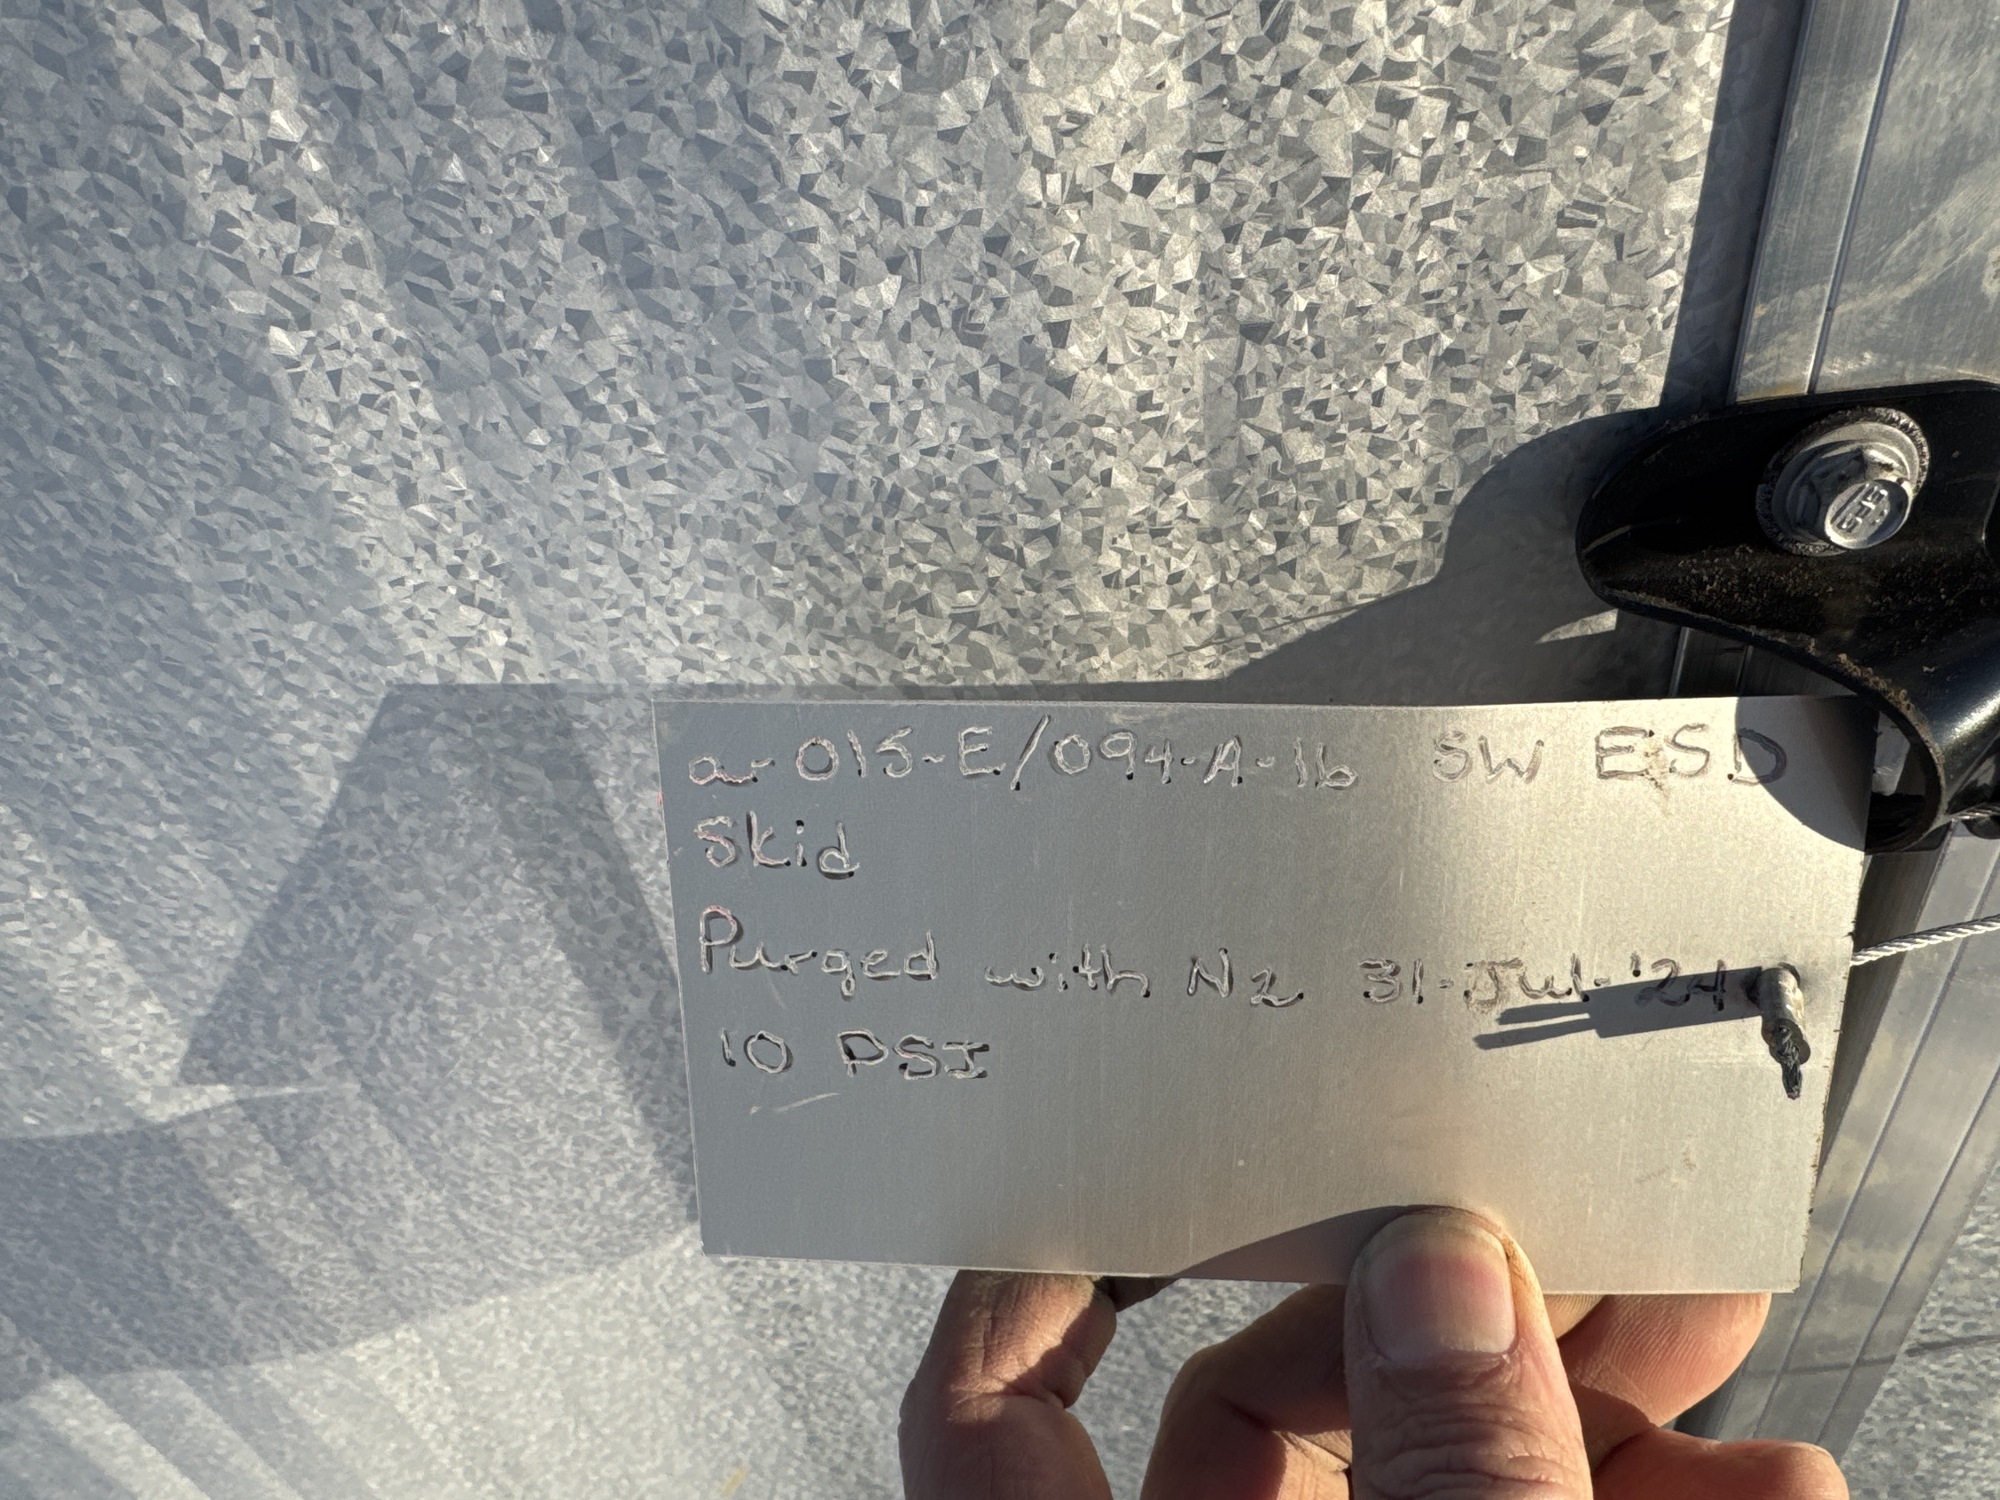 a-015-E/094-A-16 SW ESD
Skid
Purged with N2 31-Jul-'24
10 PSI